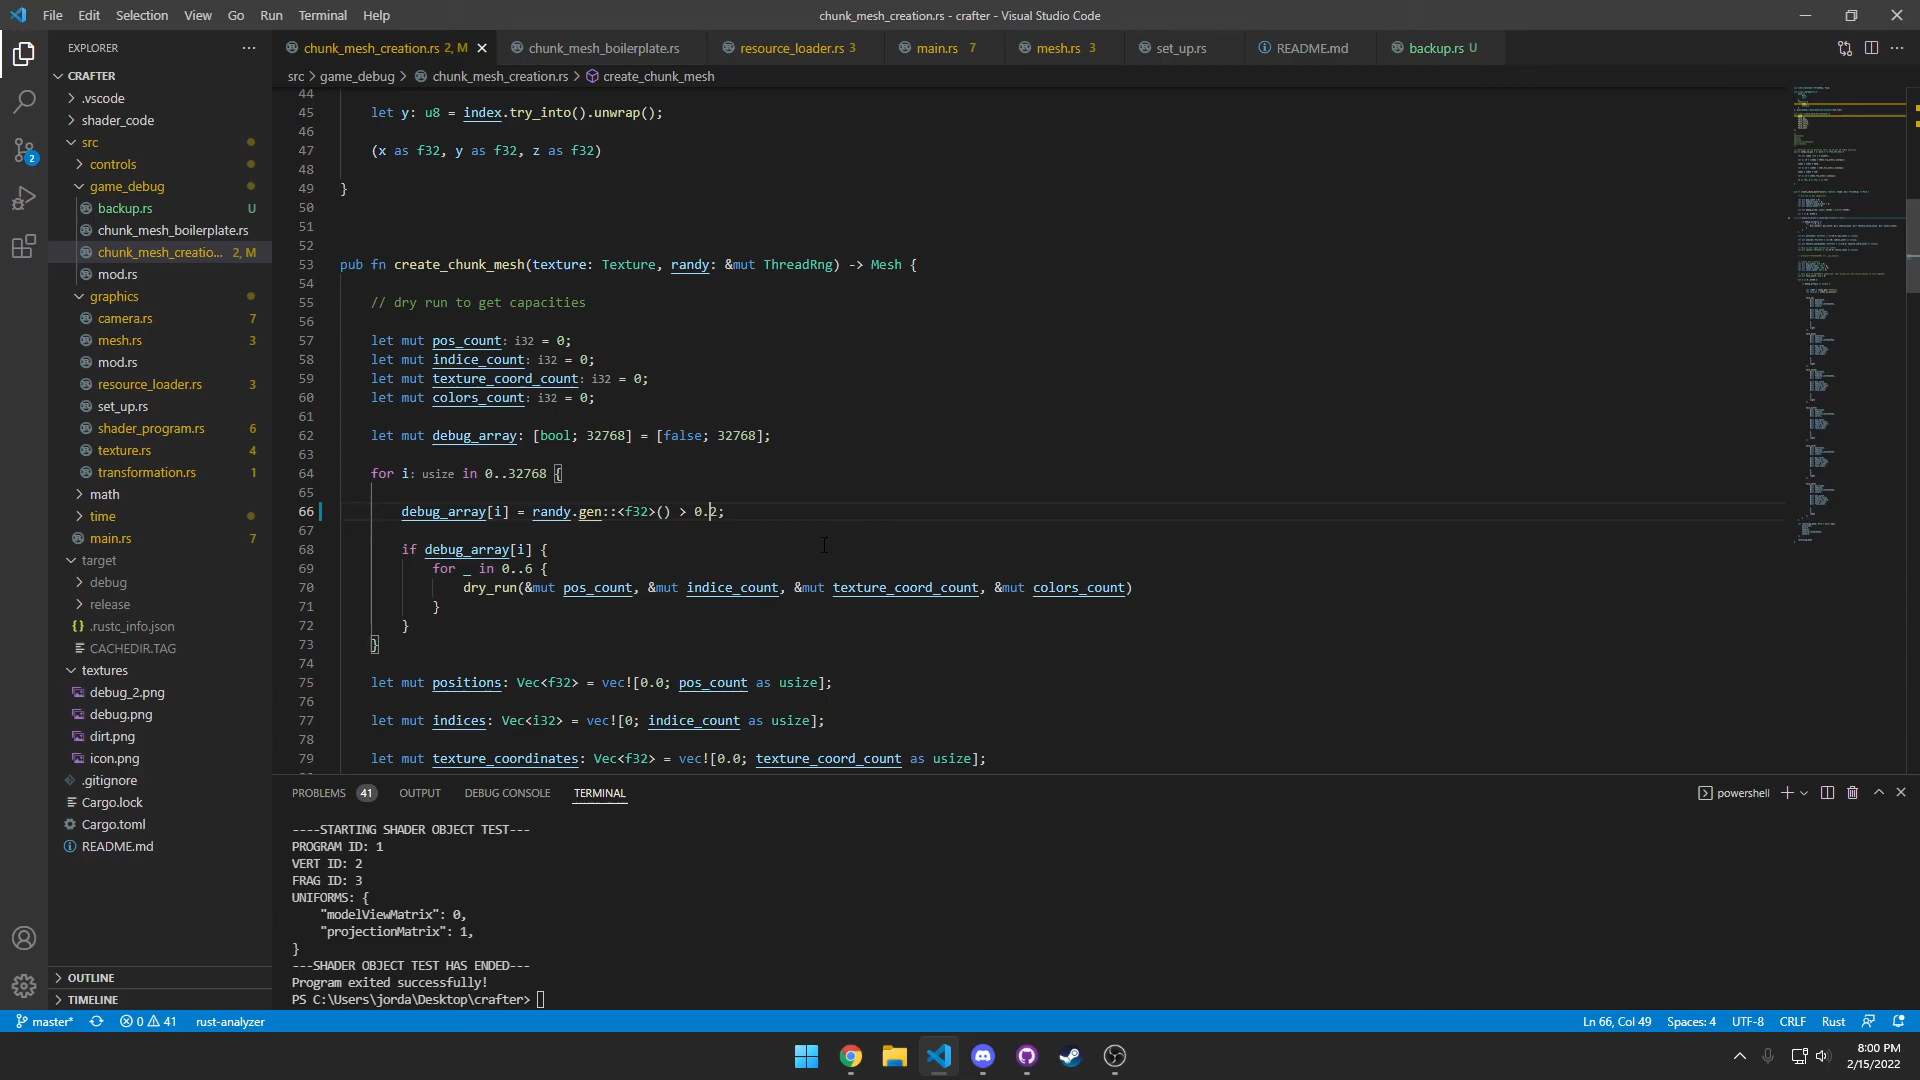 File Edit Selection View Go Run Terminal Help
chunk_mesh_creation.rs - crafter - Visual Studio Code
EXPLORER
chunk_mesh_creation.rs 2, M
chunk_mesh_boilerplate.rs
resource_loader.rs 3
main.rs 7
mesh.rs 3
set_up.rs
README.md
backup.rs U
src > game_debug > chunk_mesh_creation.rs > create_chunk_mesh
CRAFTER
.vscode
shader_code
src
controls
game_debug
backup.rs U
chunk_mesh_boilerplate.rs
chunk_mesh_creatio... 2, M
mod.rs
graphics
camera.rs 7
mesh.rs 3
mod.rs
resource_loader.rs 3
set_up.rs
shader_program.rs 6
texture.rs 4
transformation.rs 1
math
time
main.rs 7
target
debug
release
.rustc_info.json
CACHEDIR.TAG
textures
debug_2.png
debug.png
dirt.png
icon.png
.gitignore
Cargo.lock
Cargo.toml
README.md
OUTLINE
TIMELINE
2
44
45 let y: u8 = index.try_into().unwrap();
46
47 (x as f32, y as f32, z as f32)
48
49 }
50
51
52
53 pub fn create_chunk_mesh(texture: Texture, randy: &mut ThreadRng) -> Mesh {
54
55 // dry run to get capacities
56
57 let mut pos_count: i32 = 0;
58 let mut indice_count: i32 = 0;
59 let mut texture_coord_count: i32 = 0;
60 let mut colors_count: i32 = 0;
61
62 let mut debug_array: [bool; 32768] = [false; 32768];
63
64 for i: usize in 0..32768 {
65
66 debug_array[i] = randy.gen::<f32>() > 0.2;
67
68 if debug_array[i] {
69 for _ in 0..6 {
70 dry_run(&mut pos_count, &mut indice_count, &mut texture_coord_count, &mut colors_count)
71 }
72 }
73 }
74
75 let mut positions: Vec<f32> = vec![0.0; pos_count as usize];
76
77 let mut indices: Vec<i32> = vec![0; indice_count as usize];
78
79 let mut texture_coordinates: Vec<f32> = vec![0.0; texture_coord_count as usize];
PROBLEMS 41 OUTPUT DEBUG CONSOLE TERMINAL
powershell
----STARTING SHADER OBJECT TEST---
PROGRAM ID: 1
VERT ID: 2
FRAG ID: 3
UNIFORMS: {
"modelViewMatrix": 0,
"projectionMatrix": 1,
}
---SHADER OBJECT TEST HAS ENDED---
Program exited successfully!
PS C:\Users\jorda\Desktop\crafter>
master* 0 41 rust-analyzer
Ln 66, Col 49 Spaces: 4 UTF-8 CRLF Rust
8:00 PM
2/15/2022